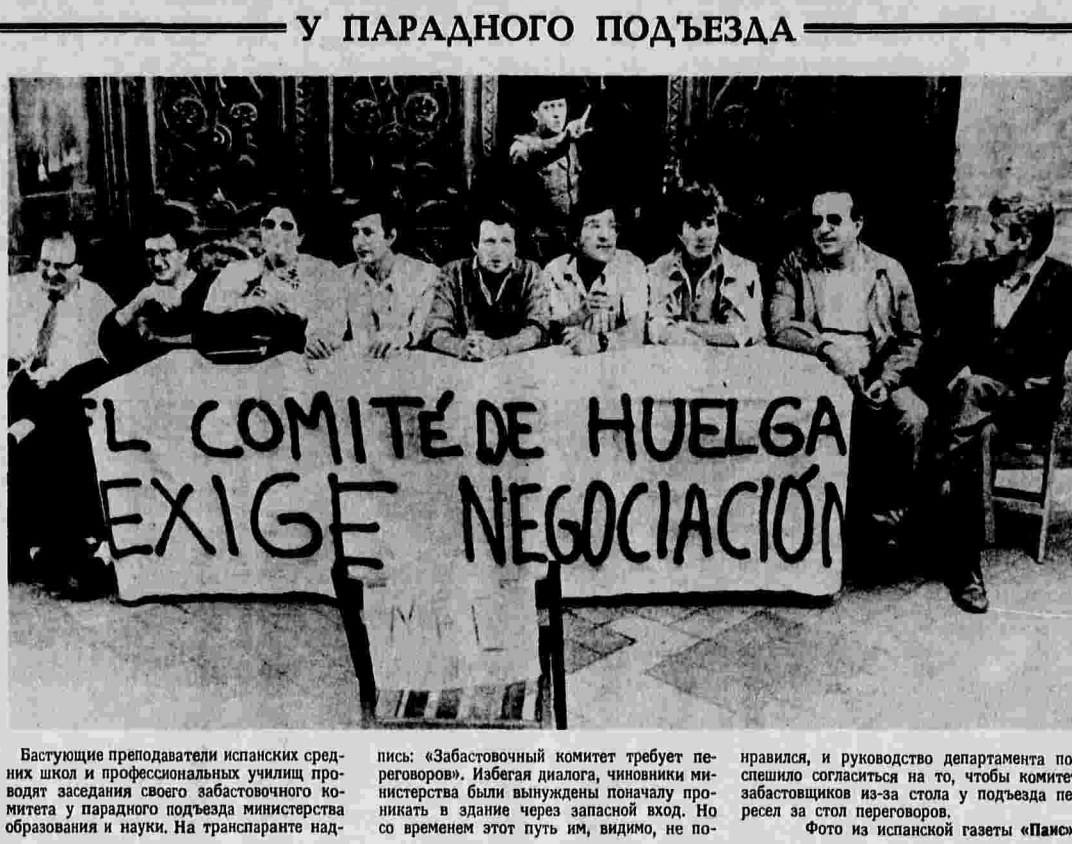 У ПАРАДНОГО ПОДЪЕЗДА
EL COMITÉ DE HUELGA
EXIGE NEGOCIACIÓN
Бастующие преподаватели испанских сред-
них школ и профессиональных училищ про-
водят заседания своего забастовочного ко-
митета у парадного подъезда министерства
образования и науки. На транспаранте над-
пись: «Забастовочный комитет требует пе-
реговоров». Избегая диалога, чиновники ми-
нистерства были вынуждены поначалу про-
никать в здание через запасной вход. Но
со временем этот путь им, видимо, не по-
нравился, и руководство департамента по
спешило согласиться на то, чтобы комите
забастовщиков из-за стола у подъезда пе
ресел за стол переговоров.
Фото из испанской газеты «Паис»